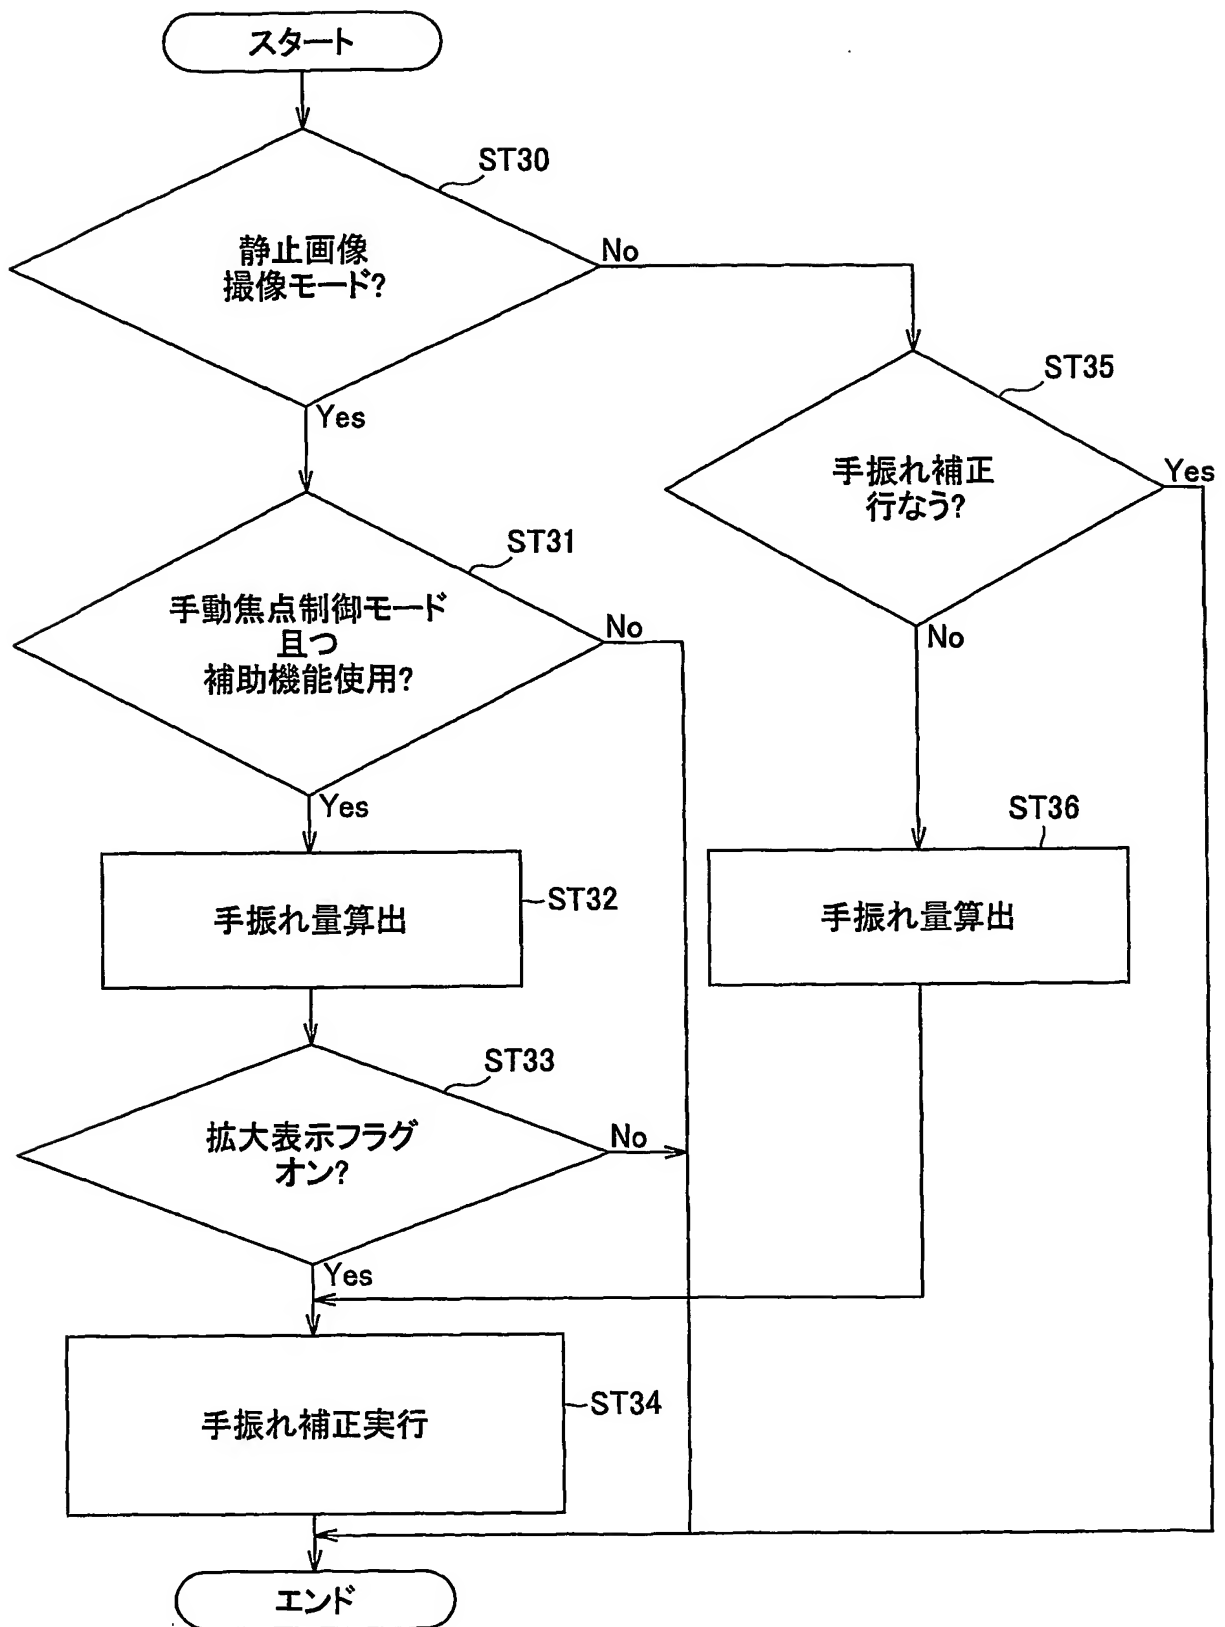 スタート
ST30
静止画像
撮像モード?
No
Yes
ST35
手振れ補正
行なう?
Yes
No
ST31
手動焦点制御モード
且つ
補助機能使用?
No
Yes
ST36
手振れ量算出
ST32
手振れ量算出
ST33
拡大表示フラグ
オン?
No
Yes
手振れ補正実行
ST34
エンド